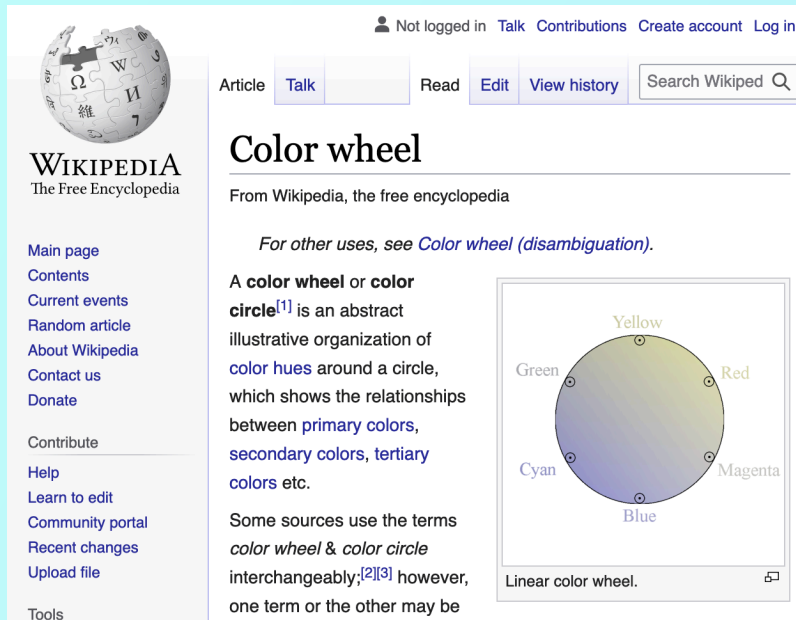 Not logged in Talk Contributions Create account Log in
Article Talk Read Edit View history Search Wikiped
Ω W И 維 7
WIKIPEDIA
The Free Encyclopedia
Main page
Contents
Current events
Random article
About Wikipedia
Contact us
Donate
Contribute
Help
Learn to edit
Community portal
Recent changes
Upload file
Tools
Color wheel
From Wikipedia, the free encyclopedia
For other uses, see Color wheel (disambiguation).
A color wheel or color
circle[1] is an abstract
illustrative organization of
color hues around a circle,
which shows the relationships
between primary colors,
secondary colors, tertiary
colors etc.
Some sources use the terms
color wheel & color circle
interchangeably;[2][3] however,
one term or the other may be
Yellow
Green Red
Cyan Magenta
Blue
Linear color wheel.